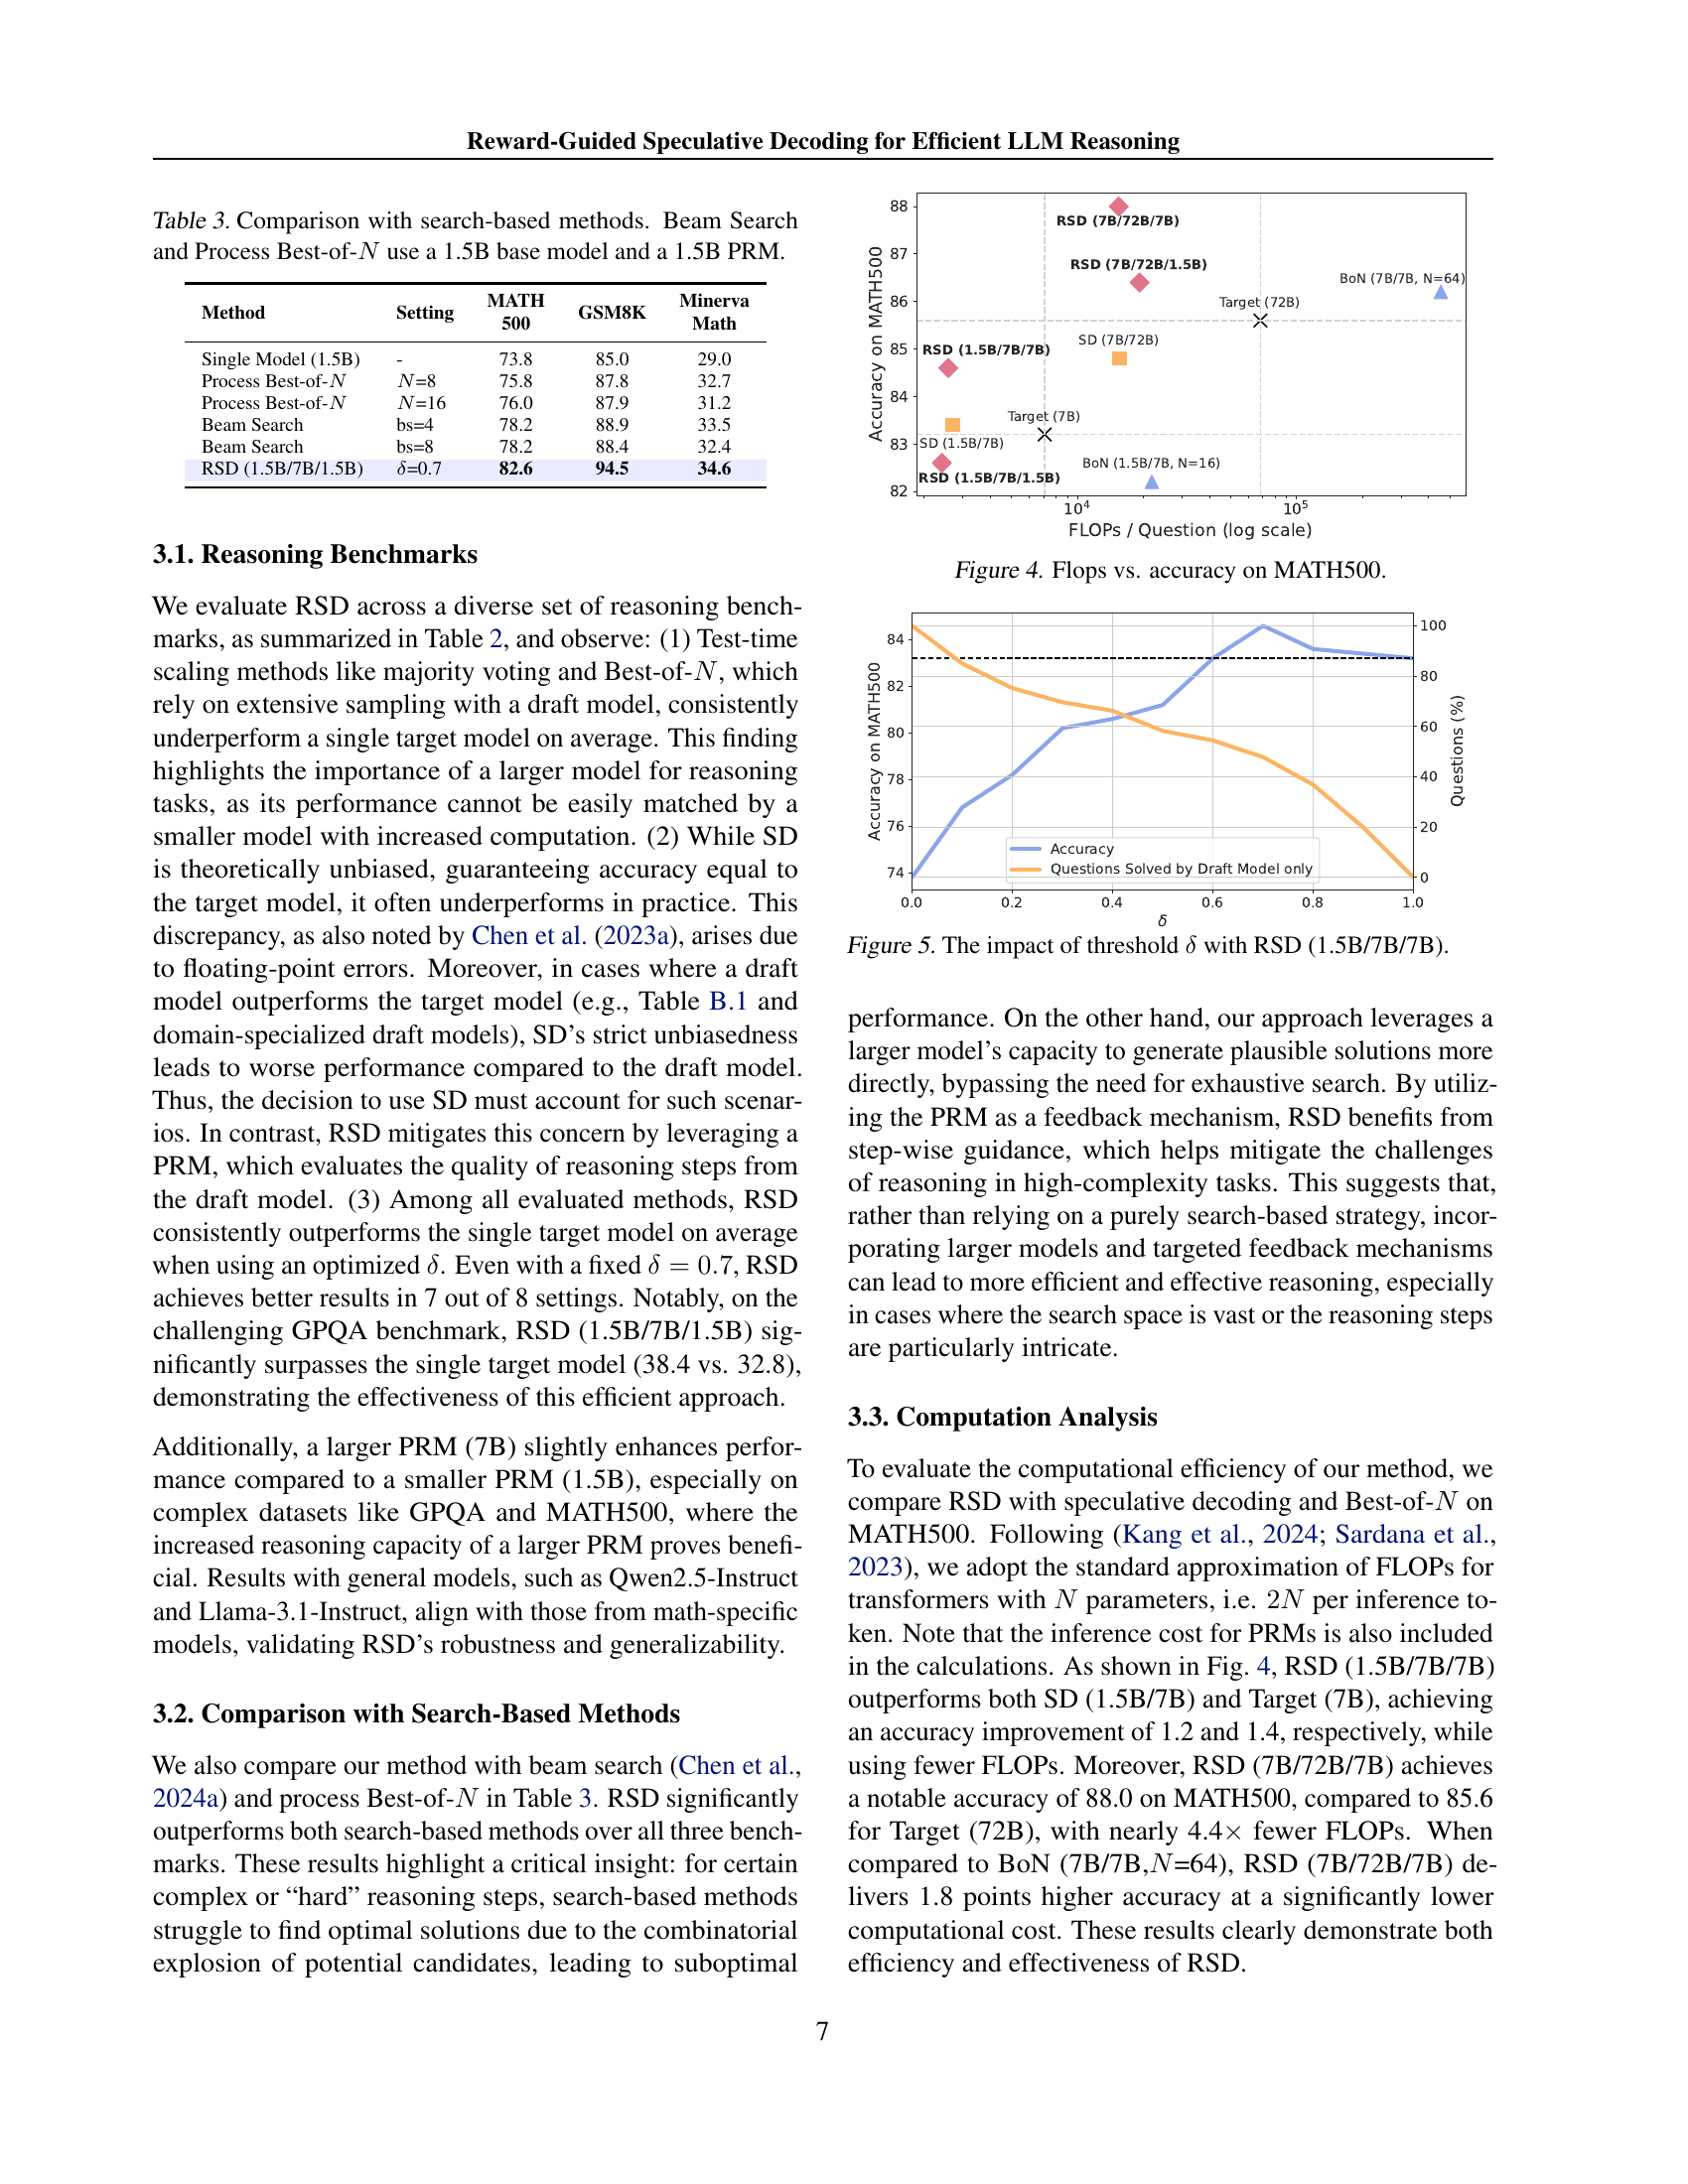 Reward-Guided Speculative Decoding for Efficient LLM Reasoning
Table 3. Comparison with search-based methods. Beam Search
and Process Best-of-N use a 1.5B base model and a 1.5B PRM.
Method Setting MATH 500 GSM8K Minerva Math
Single Model (1.5B) - 73.8 85.0 29.0
Process Best-of-N N=8 75.8 87.8 32.7
Process Best-of-N N=16 76.0 87.9 31.2
Beam Search bs=4 78.2 88.9 33.5
Beam Search bs=8 78.2 88.4 32.4
RSD (1.5B/7B/1.5B) δ=0.7 82.6 94.5 34.6
3.1. Reasoning Benchmarks
We evaluate RSD across a diverse set of reasoning bench-
marks, as summarized in Table 2, and observe: (1) Test-time
scaling methods like majority voting and Best-of-N, which
rely on extensive sampling with a draft model, consistently
underperform a single target model on average. This finding
highlights the importance of a larger model for reasoning
tasks, as its performance cannot be easily matched by a
smaller model with increased computation. (2) While SD
is theoretically unbiased, guaranteeing accuracy equal to
the target model, it often underperforms in practice. This
discrepancy, as also noted by Chen et al. (2023a), arises due
to floating-point errors. Moreover, in cases where a draft
model outperforms the target model (e.g., Table B.1 and
domain-specialized draft models), SD's strict unbiasedness
leads to worse performance compared to the draft model.
Thus, the decision to use SD must account for such scenar-
ios. In contrast, RSD mitigates this concern by leveraging a
PRM, which evaluates the quality of reasoning steps from
the draft model. (3) Among all evaluated methods, RSD
consistently outperforms the single target model on average
when using an optimized δ. Even with a fixed δ = 0.7, RSD
achieves better results in 7 out of 8 settings. Notably, on the
challenging GPQA benchmark, RSD (1.5B/7B/1.5B) sig-
nificantly surpasses the single target model (38.4 vs. 32.8),
demonstrating the effectiveness of this efficient approach.
Additionally, a larger PRM (7B) slightly enhances perfor-
mance compared to a smaller PRM (1.5B), especially on
complex datasets like GPQA and MATH500, where the
increased reasoning capacity of a larger PRM proves benefi-
cial. Results with general models, such as Qwen2.5-Instruct
and Llama-3.1-Instruct, align with those from math-specific
models, validating RSD's robustness and generalizability.
3.2. Comparison with Search-Based Methods
We also compare our method with beam search (Chen et al.,
2024a) and process Best-of-N in Table 3. RSD significantly
outperforms both search-based methods over all three bench-
marks. These results highlight a critical insight: for certain
complex or “hard” reasoning steps, search-based methods
struggle to find optimal solutions due to the combinatorial
explosion of potential candidates, leading to suboptimal
88
87
86
85
84
83
82
Accuracy on MATH500
RSD (7B/72B/7B)
RSD (7B/72B/1.5B)
BoN (7B/7B, N=64)
Target (72B)
SD (7B/72B)
RSD (1.5B/7B/7B)
Target (7B)
SD (1.5B/7B)
BoN (1.5B/7B, N=16)
RSD (1.5B/7B/1.5B)
10⁴ 10⁵
FLOPs / Question (log scale)
Figure 4. Flops vs. accuracy on MATH500.
84
82
80
78
76
74
Accuracy on MATH500
100
80
60
40
20
0
Questions (%)
Accuracy
Questions Solved by Draft Model only
0.0 0.2 0.4 0.6 0.8 1.0
δ
Figure 5. The impact of threshold δ with RSD (1.5B/7B/7B).
performance. On the other hand, our approach leverages a
larger model's capacity to generate plausible solutions more
directly, bypassing the need for exhaustive search. By utiliz-
ing the PRM as a feedback mechanism, RSD benefits from
step-wise guidance, which helps mitigate the challenges
of reasoning in high-complexity tasks. This suggests that,
rather than relying on a purely search-based strategy, incor-
porating larger models and targeted feedback mechanisms
can lead to more efficient and effective reasoning, especially
in cases where the search space is vast or the reasoning steps
are particularly intricate.
3.3. Computation Analysis
To evaluate the computational efficiency of our method, we
compare RSD with speculative decoding and Best-of-N on
MATH500. Following (Kang et al., 2024; Sardana et al.,
2023), we adopt the standard approximation of FLOPs for
transformers with N parameters, i.e. 2N per inference to-
ken. Note that the inference cost for PRMs is also included
in the calculations. As shown in Fig. 4, RSD (1.5B/7B/7B)
outperforms both SD (1.5B/7B) and Target (7B), achieving
an accuracy improvement of 1.2 and 1.4, respectively, while
using fewer FLOPs. Moreover, RSD (7B/72B/7B) achieves
a notable accuracy of 88.0 on MATH500, compared to 85.6
for Target (72B), with nearly 4.4× fewer FLOPs. When
compared to BoN (7B/7B,N=64), RSD (7B/72B/7B) de-
livers 1.8 points higher accuracy at a significantly lower
computational cost. These results clearly demonstrate both
efficiency and effectiveness of RSD.
7